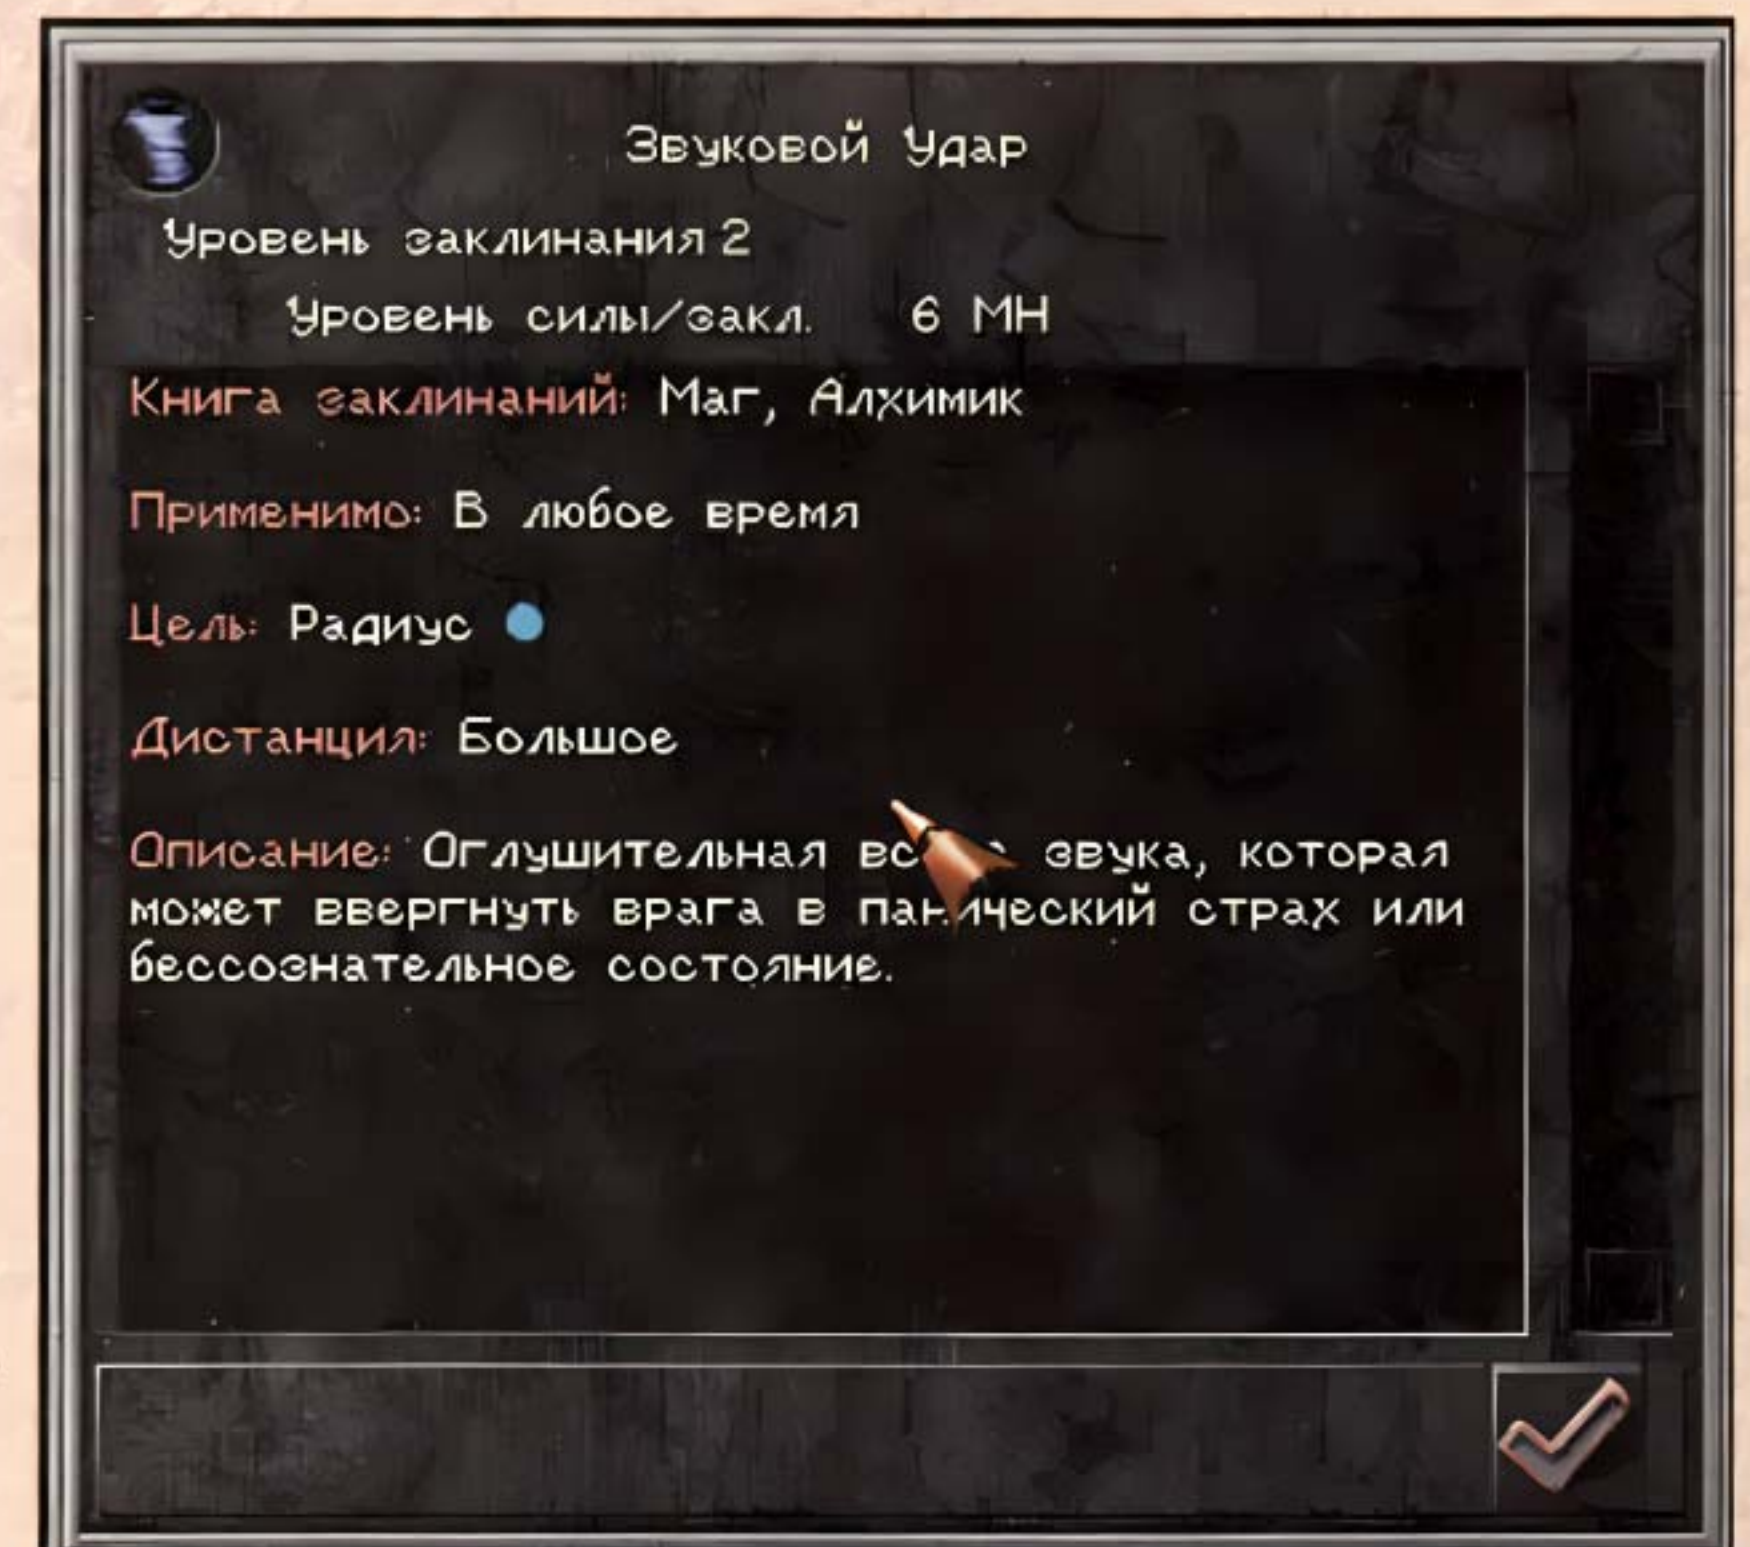 Звуковой Удар
Уровень заклинания 2
Уровень силы/закл. 6 МН
Книга заклинаний: Маг, Алхимик
Применимо: В любое время
Цель: Радиус
Дистанция: Большое
Описание: Оглушительная звука, которая
может ввергнуть врага в панический страх или
бессознательное состояние.